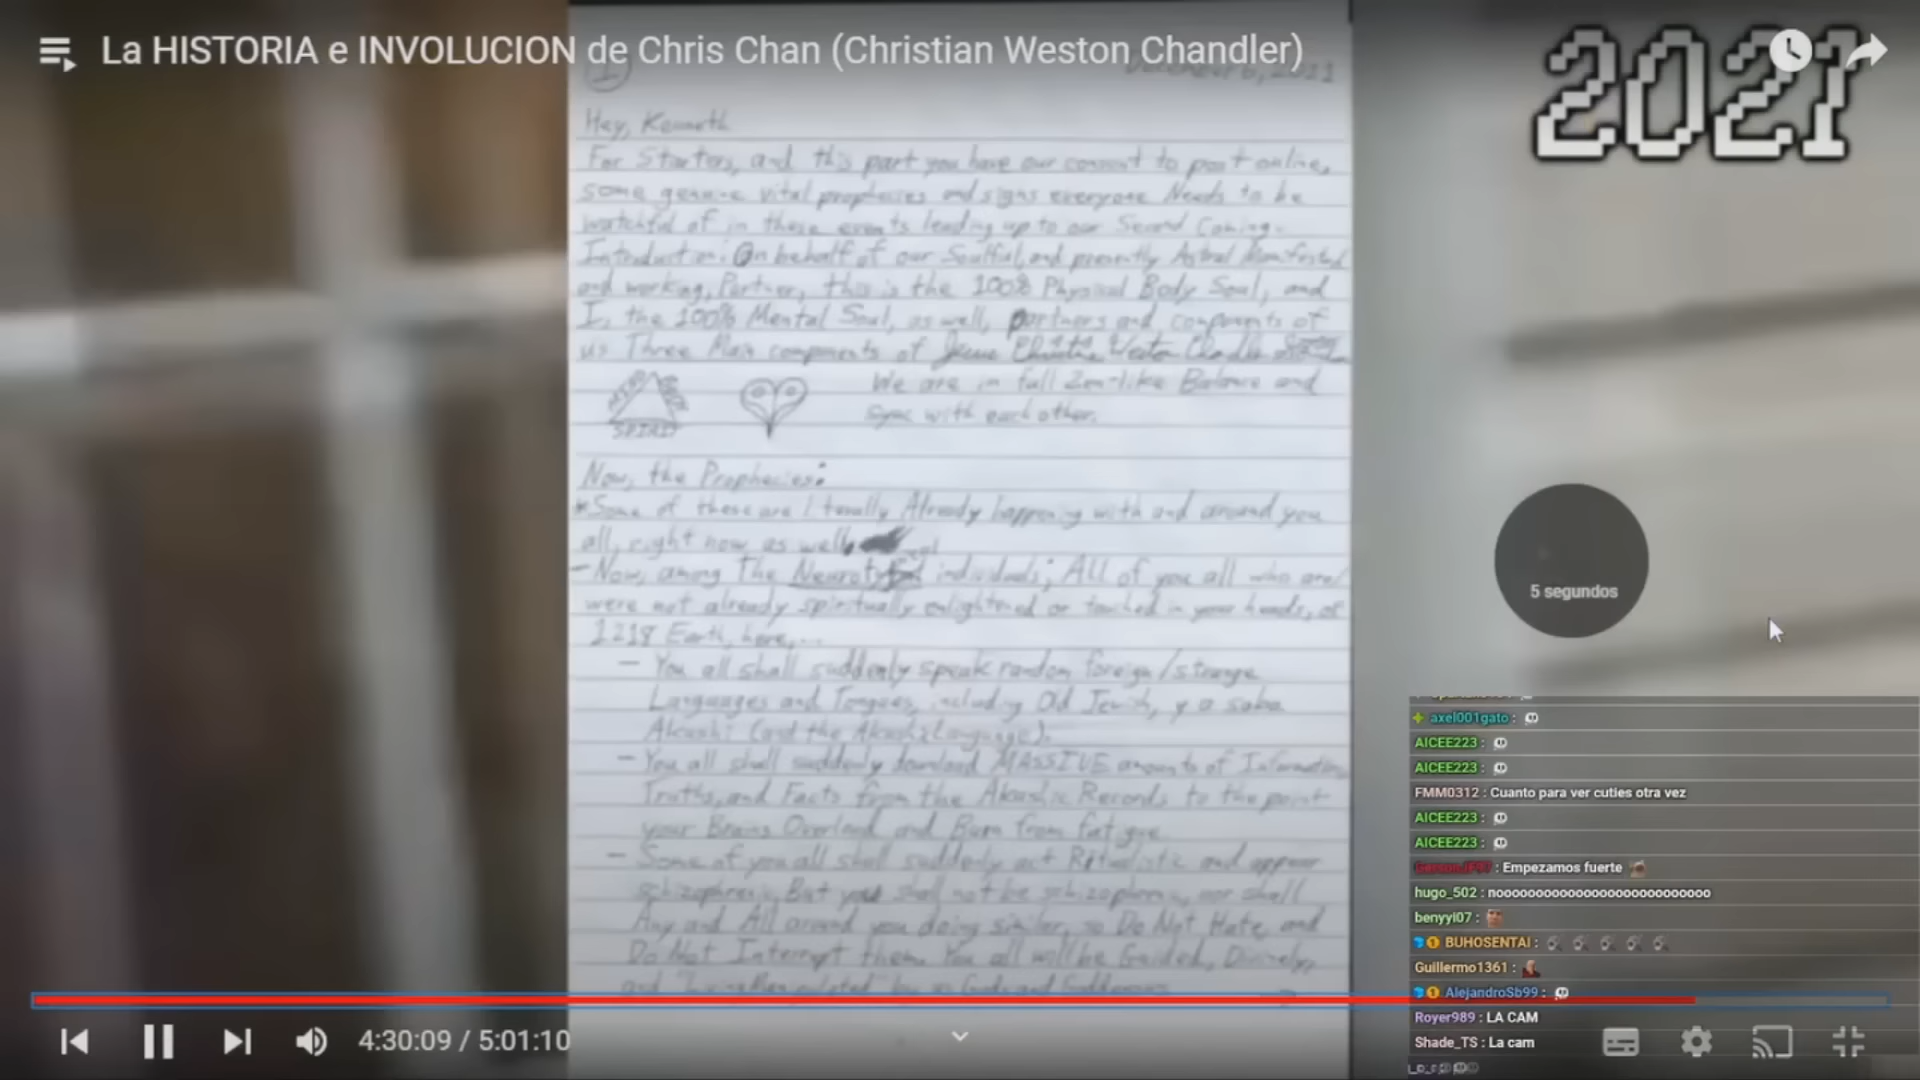 La HISTORIA e INVOLUCION de Chris Chan (Christian Weston Chandler)
2021
Hey, Kenneth
For Starters, and this part you have our consent to post online,
some genuine vital prophecies and signs everyone Needs to be
watchful of in these events leading up to our Second Coming.
Introduction: On behalf of our Soulful, and presently Astral Manifested
and working, Partner, this is the 100% Physical Body Soul, and
I, the 100% Mental Soul, as well, partners and components of
us Three Main components of Weston Chandler
SPIRIT
We are in full Zen-like Balance and
sync with each other.
Now, the Prophecies:
*Some of these are literally Already happening with and around you
all, right now, as well,
-Now, among The individuals; All of you all who are/
were not already spiritually enlightened or touched in your heads, of
1218 Earth, here,...
- You all shall suddenly speak random foreign/strange
Languages and Tongues, including Old Jewish,
Akashi (and the Language).
- You all shall suddenly download MASSIVE amounts of Information,
Truths, and Facts from the Akashic Records to the point
your Brains Overload and Burn from fatigue
- Some of you all shall suddenly act Ritualistic and appear
schizophrenic, But you shall not be schizophrenic, nor shall
Any and All around you doing similar, so Do Not Hate and
Do Not Interrupt them. You all will be Guided, Divinely,
and by us Gods and Goddesses
5 segundos
axel001gato :
AICEE223 :
AICEE223 :
FMM0312 : Cuanto para ver cuties otra vez
AICEE223 :
AICEE223 :
: Empezamos fuerte
hugo_502 : noooooooooooooooooooooooooo
benyyi07 :
BUHOSENTAI :
Guillermo1361 :
AlejandroSb99 :
Royer989 : LA CAM
Shade_TS : La cam
4:30:09 / 5:01:10